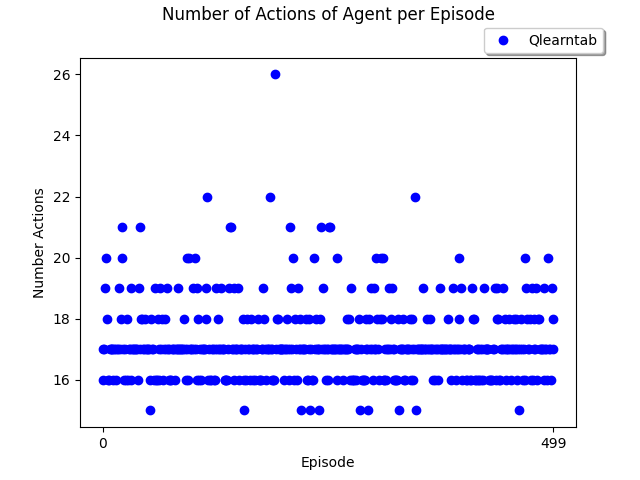 Number of Actions of Agent per Episode
Qlearntab
26
24
22
20
18
16
Number Actions
0
499
Episode